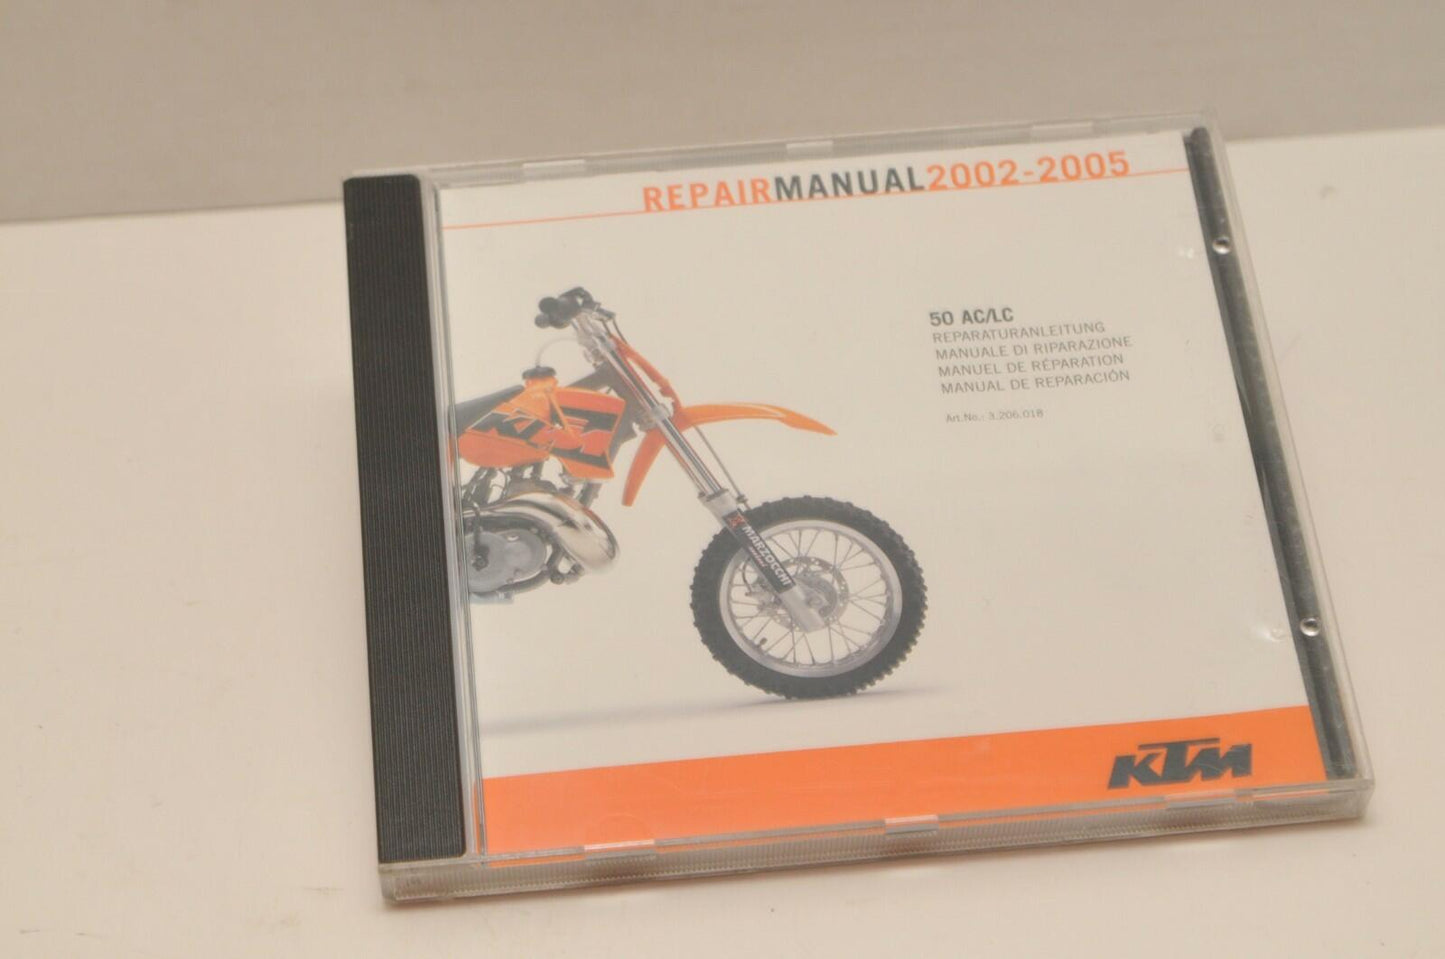 REPAIRMANUAL2002-2005
50 AC/LC
REPARATURANLEITUNG
MANUALE DI RIPARAZIONE
MANUEL DE RÉPARATION
MANUAL DE REPARACIÓN
Art.No.: 3.206.018
KTM
MARZOCCHI
KTM